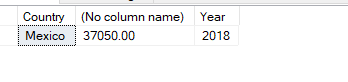 Country (No column name) Year
Mexico 37050.00 2018